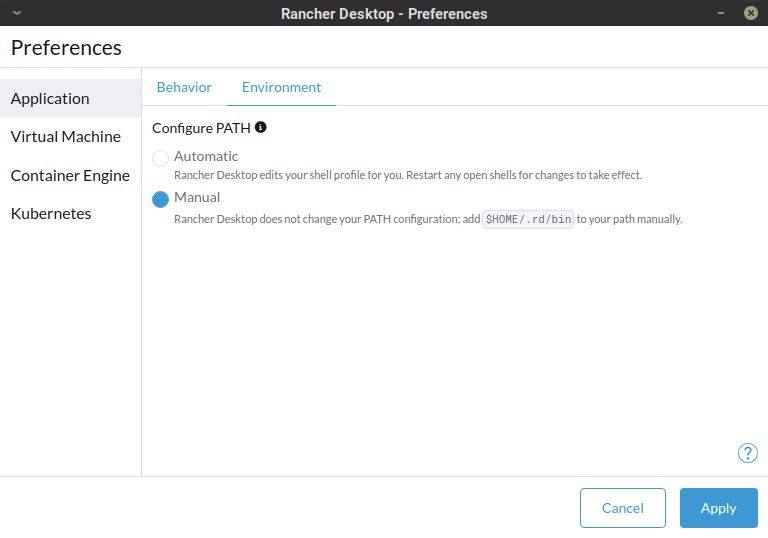 Rancher Desktop - Preferences
Preferences
Application
Virtual Machine
Container Engine
Kubernetes
Behavior
Environment
Configure PATH
Automatic
Rancher Desktop edits your shell profile for you. Restart any open shells for changes to take effect.
Manual
Rancher Desktop does not change your PATH configuration; add $HOME/.rd/bin to your path manually.
?
Cancel
Apply